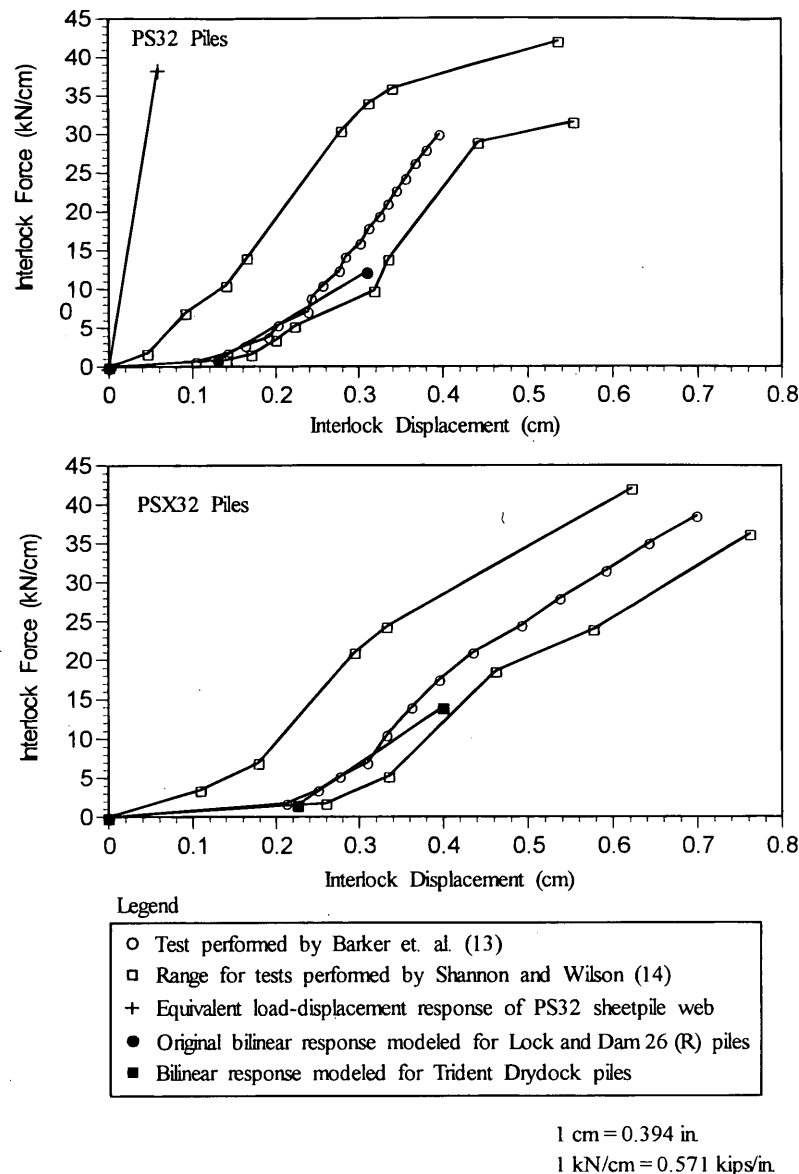 PS32 Piles
45
40
35
30
25
20
15
10
0
5
0
Interlock Force (kN/cm)
0 0.1 0.2 0.3 0.4 0.5 0.6 0.7 0.8
Interlock Displacement (cm)
PSX32 Piles
45
40
35
30
25
20
15
10
5
0
Interlock Force (kN/cm)
0 0.1 0.2 0.3 0.4 0.5 0.6 0.7 0.8
Interlock Displacement (cm)
Legend
Test performed by Barker et. al. (13)
Range for tests performed by Shannon and Wilson (14)
Equivalent load-displacement response of PS32 sheetpile web
Original bilinear response modeled for Lock and Dam 26 (R) piles
Bilinear response modeled for Trident Drydock piles
1 cm = 0.394 in.
1 kN/cm = 0.571 kips/in.